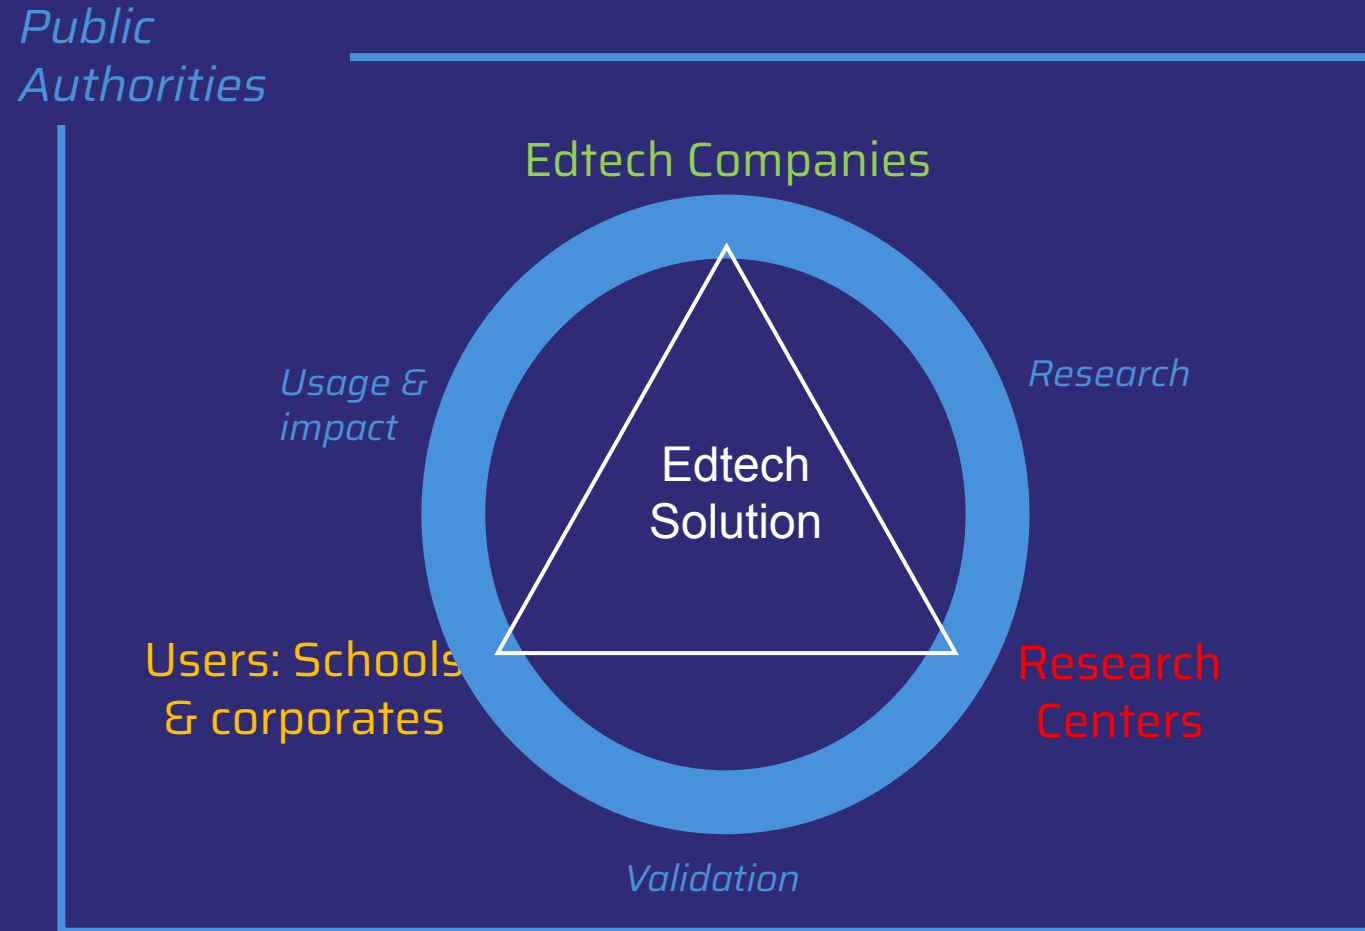 Public
Authorities
Edtech Companies
Usage &
impact
Research
Edtech
Solution
Users: Schools
& corporates
Research
Centers
Validation